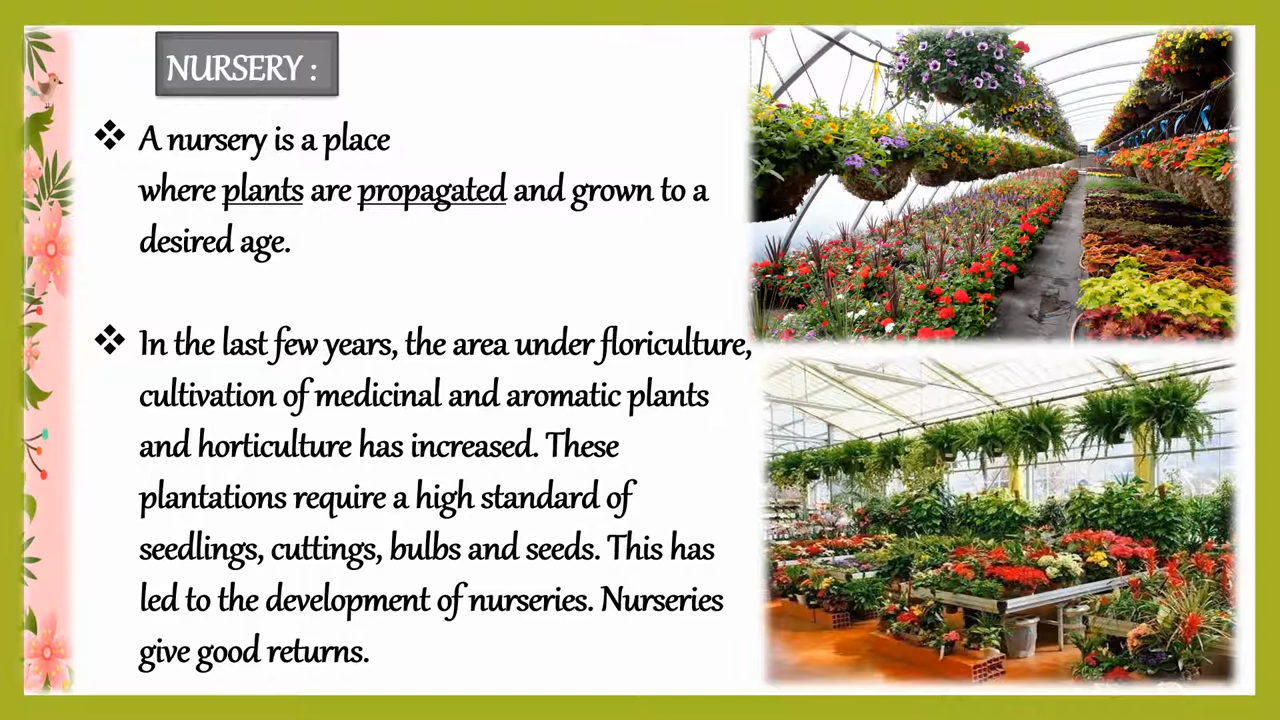 NURSERY :
❖ A nursery is a place
where plants are propagated and grown to a
desired age.
❖ In the last few years, the area under floriculture,
cultivation of medicinal and aromatic plants
and horticulture has increased. These
plantations require a high standard of
seedlings, cuttings, bulbs and seeds. This has
led to the development of nurseries. Nurseries
give good returns.